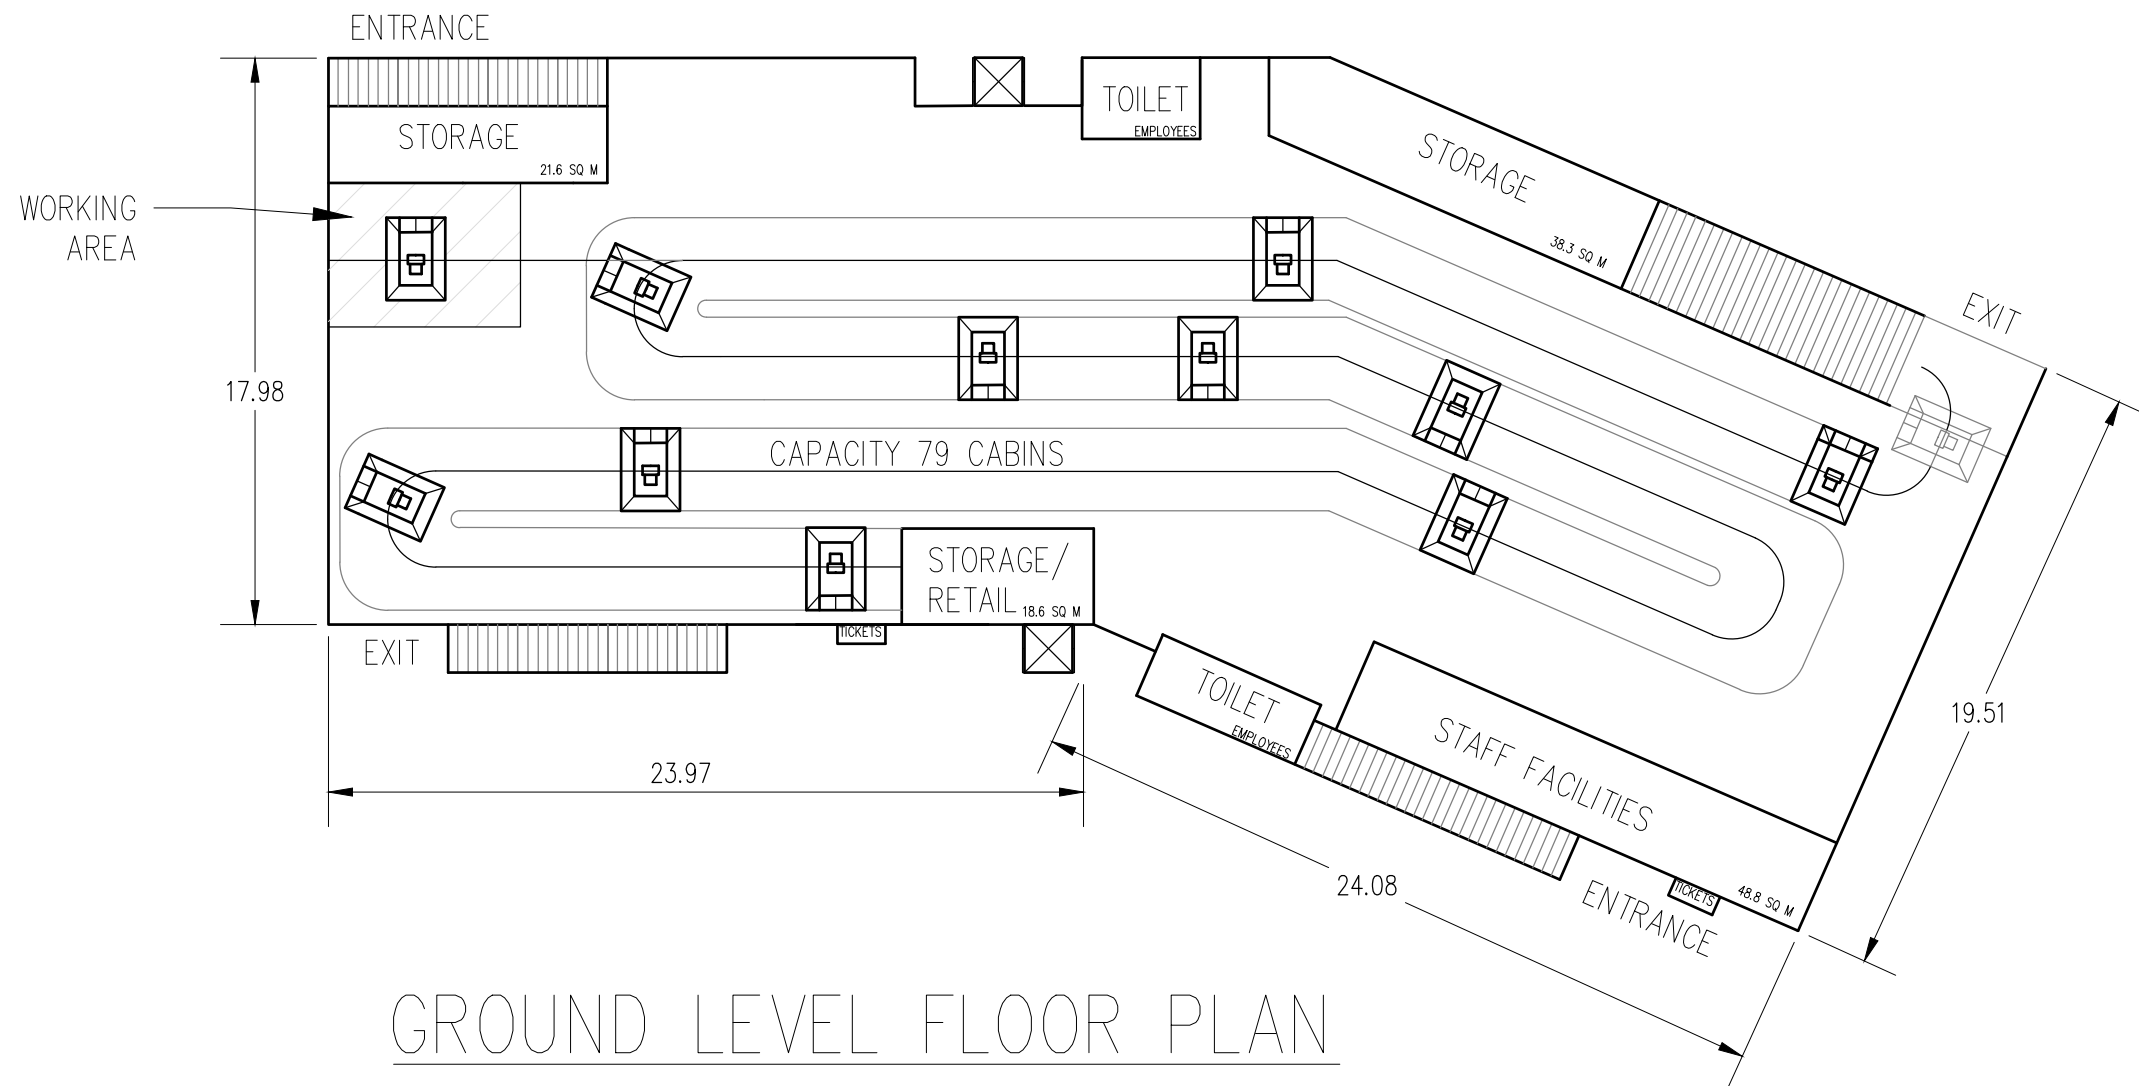 ENTRANCE
STORAGE
21.6 SQ M
TOILET
EMPLOYEES
STORAGE
38.3 SQ M
WORKING
AREA
EXIT
17.98
CAPACITY 79 CABINS
STORAGE/
RETAIL
18.6 SQ M
TICKETS
EXIT
TOILET
EMPLOYEES
STAFF FACILITIES
48.8 SQ M
TICKETS
ENTRANCE
19.51
23.97
24.08
GROUND LEVEL FLOOR PLAN